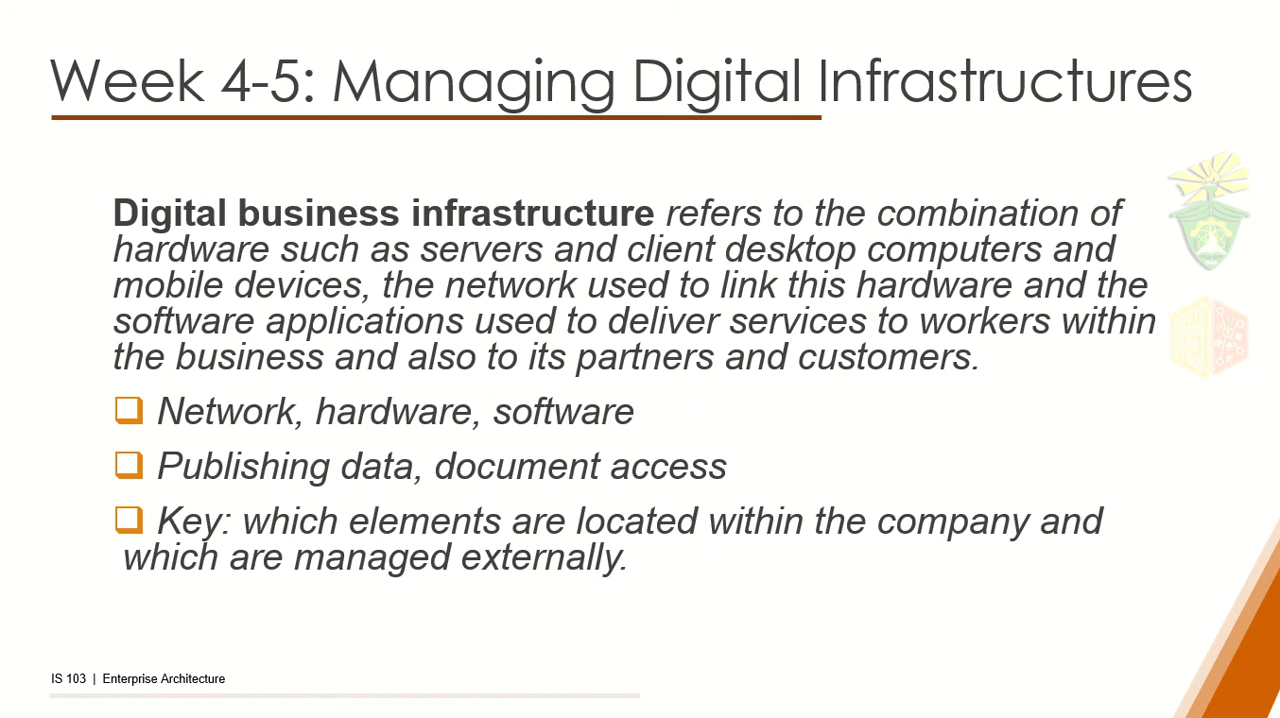 Week 4-5: Managing Digital Infrastructures
Digital business infrastructure refers to the combination of
hardware such as servers and client desktop computers and
mobile devices, the network used to link this hardware and the
software applications used to deliver services to workers within
the business and also to its partners and customers.
Network, hardware, software
Publishing data, document access
Key: which elements are located within the company and
which are managed externally.
IS 103 | Enterprise Architecture